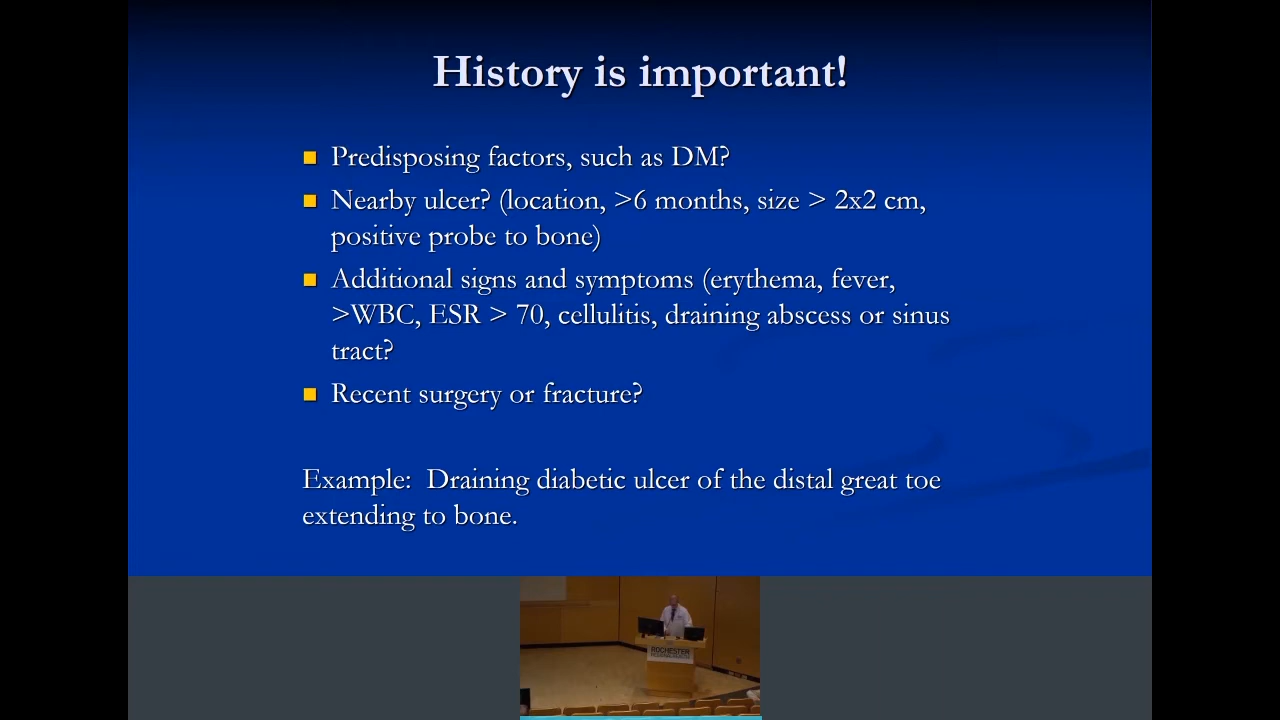 History is important!
Predisposing factors, such as DM?
Nearby ulcer? (location, >6 months, size > 2x2 cm,
positive probe to bone)
Additional signs and symptoms (erythema, fever,
>WBC, ESR > 70, cellulitis, draining abscess or sinus
tract?
Recent surgery or fracture?
Example: Draining diabetic ulcer of the distal great toe
extending to bone.
ROCHESTER